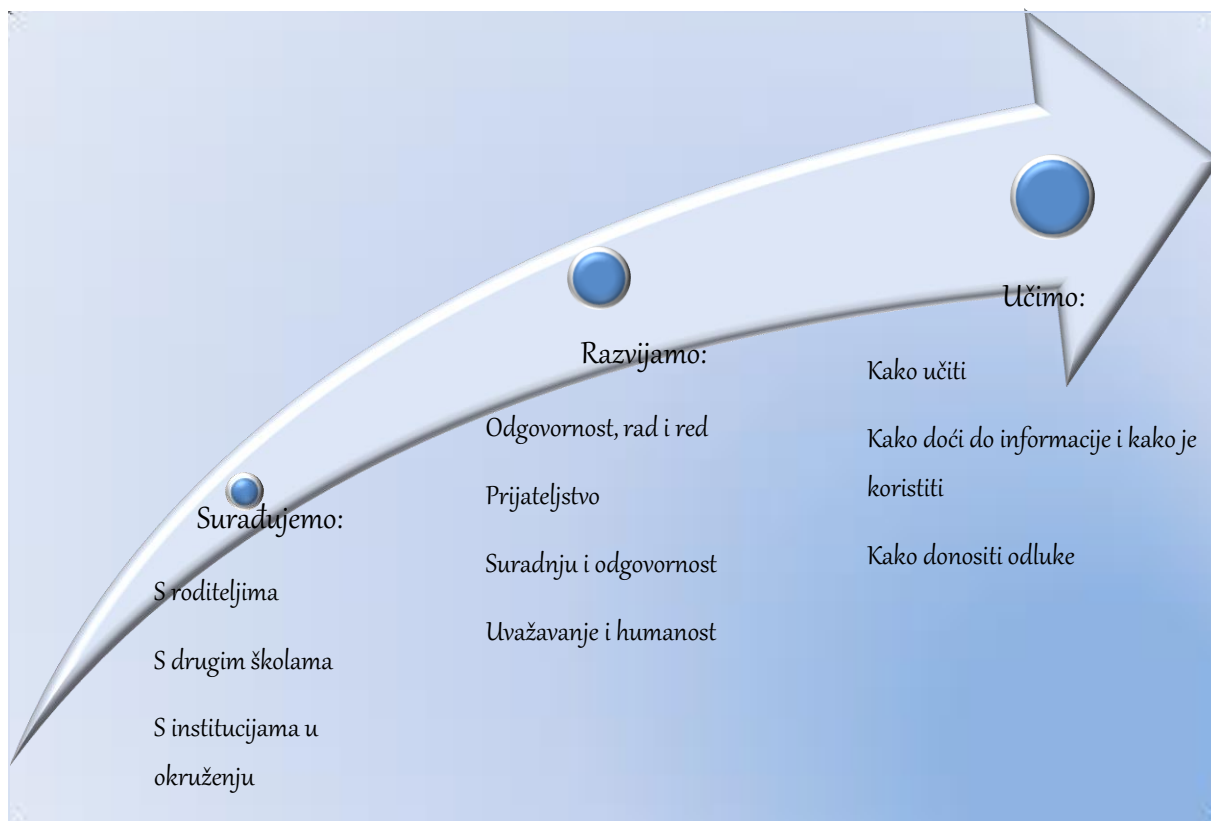 Surađujemo:
S roditeljima
S drugim školama
S institucijama u
okruženju
Razvijamo:
Odgovornost, rad i red
Prijateljstvo
Suradnju i odgovornost
Uvažavanje i humanost
Učimo:
Kako učiti
Kako doći do informacije i kako je
koristiti
Kako donositi odluke